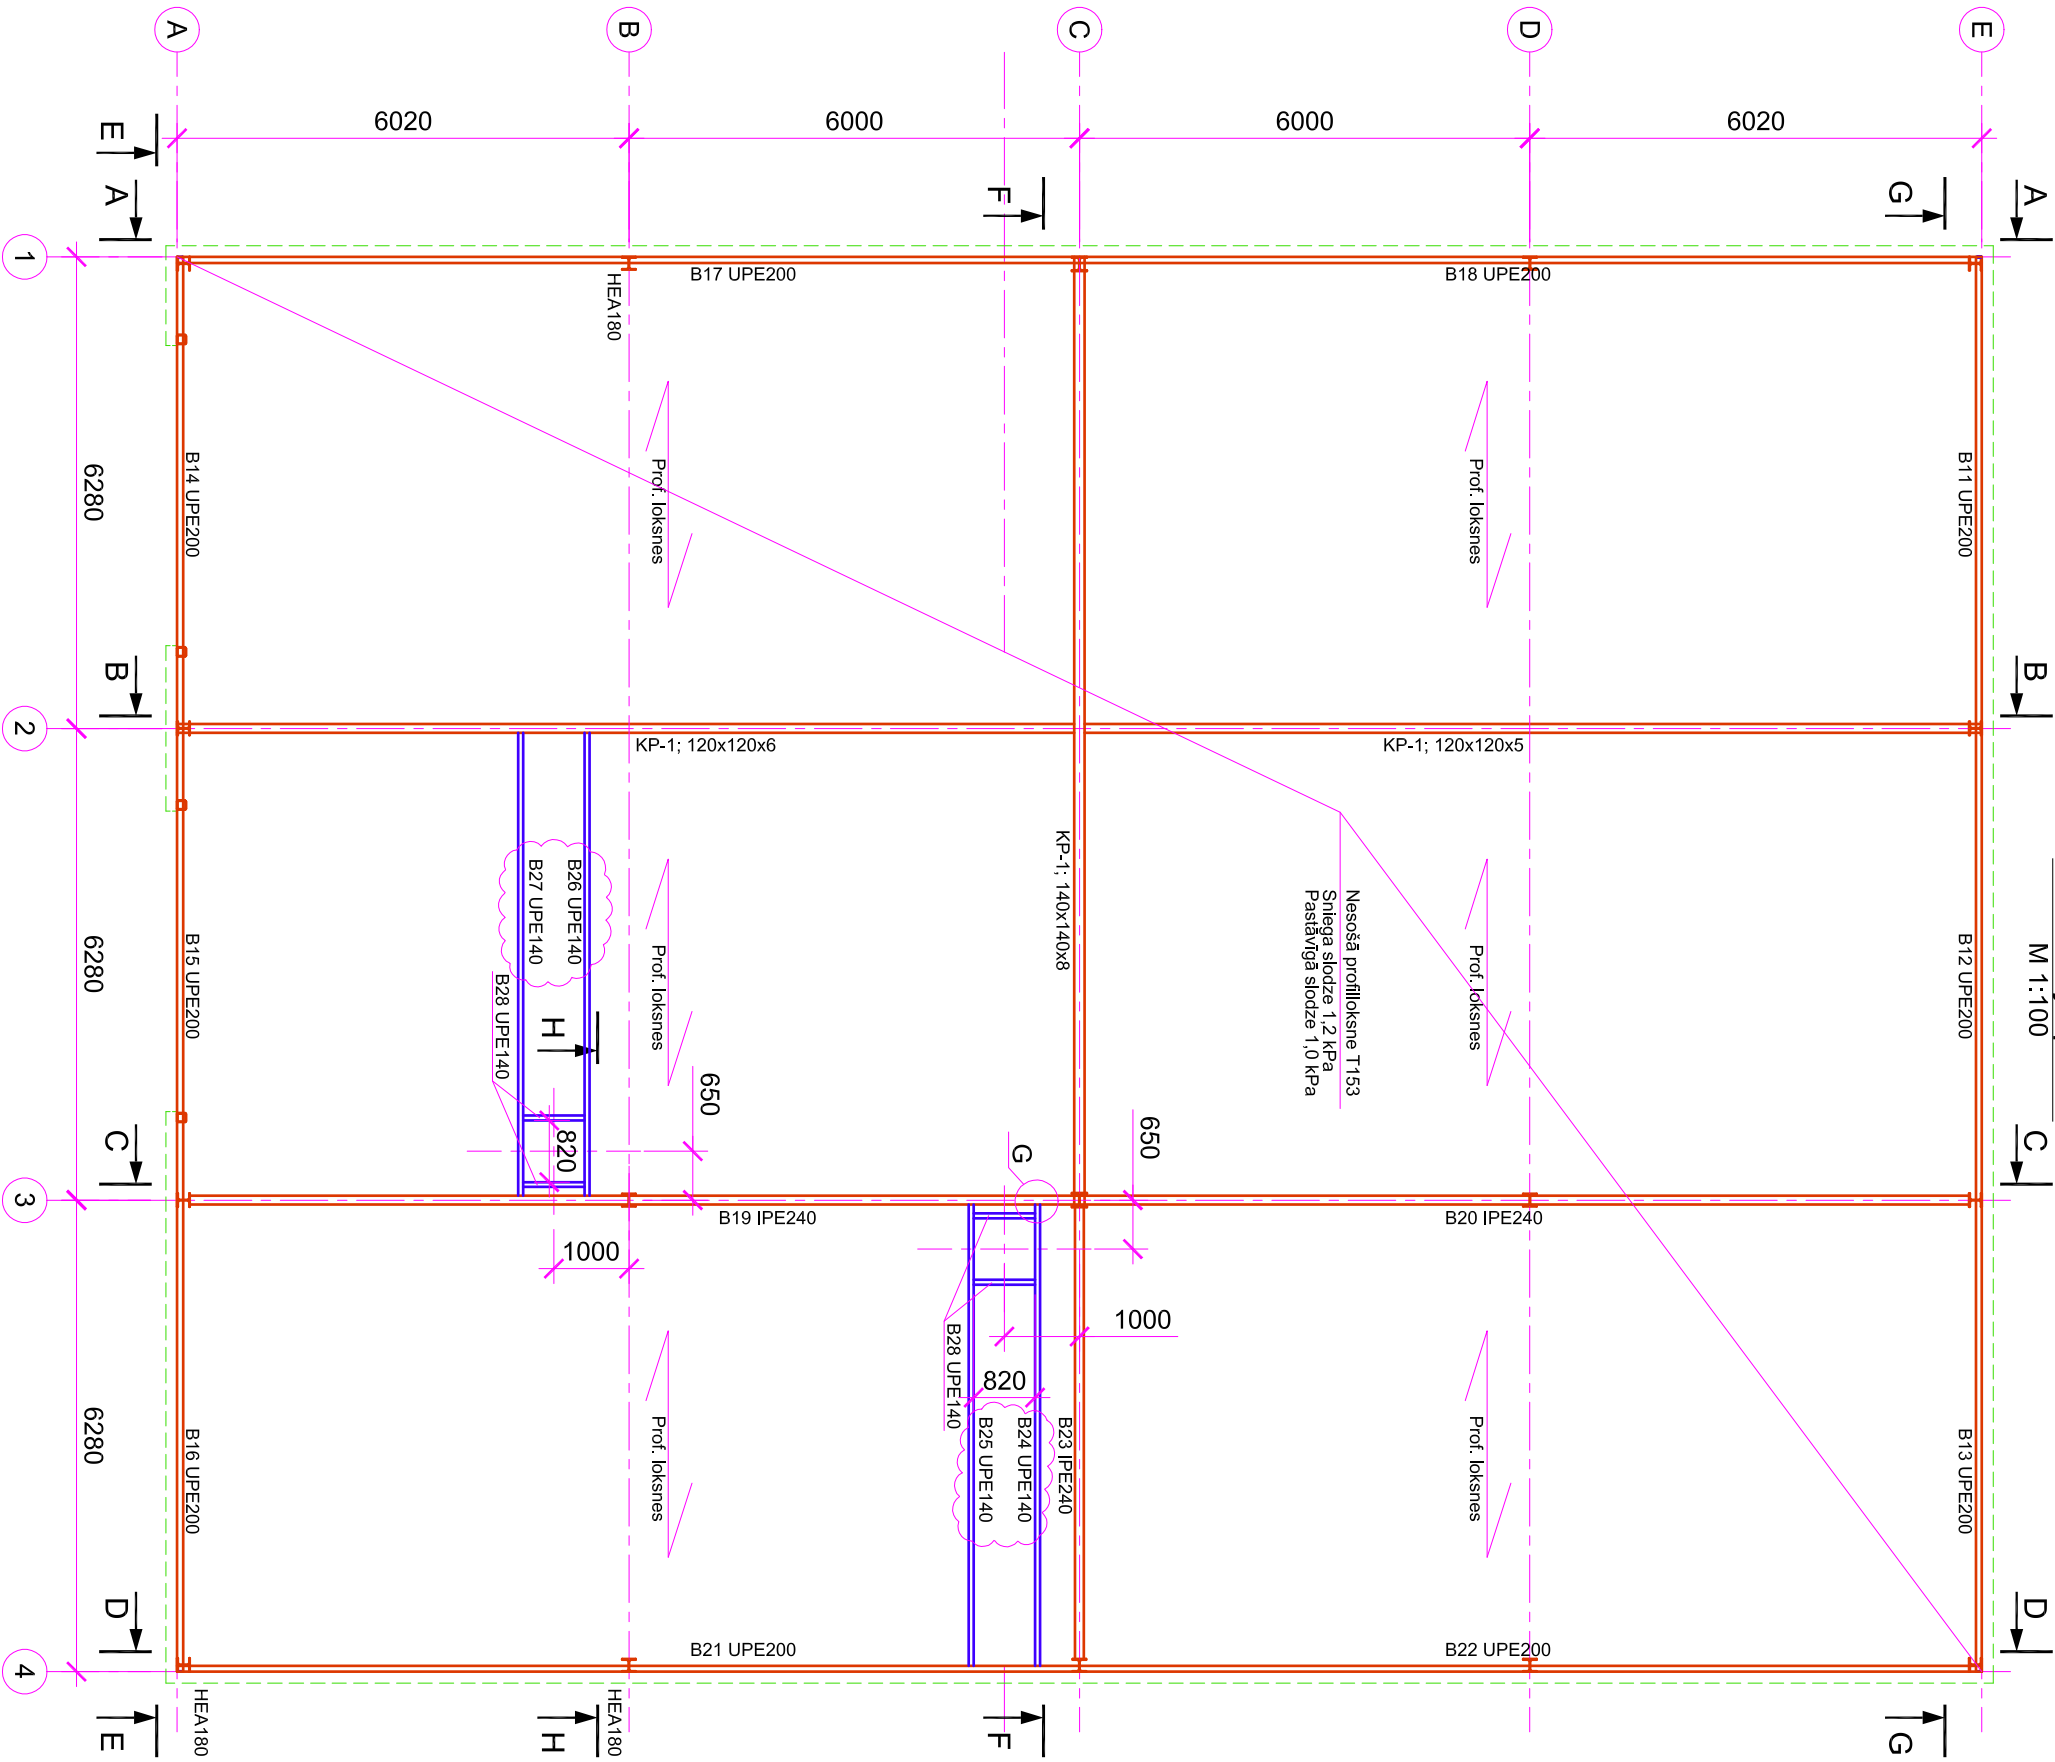 A
B
C
D
E
6020
6000
6000
6020
E
A
F
G
A
1
B17 UPE200
B18 UPE200
HEA180
B14 UPE200
6280
Prof. loksnes
Prof. loksnes
B11 UPE200
B
B
2
KP-1; 120x120x6
KP-1; 120x120x5
KP-1; 140x140x8
B26 UPE140
B27 UPE140
B28 UPE140
H
Prof. loksnes
Prof. loksnes
Nesošā profilloksne T153
Sniega slodze 1,2 kPa
Pastāvīgā slodze 1,0 kPa
B15 UPE200
6280
B12 UPE200
M 1:100
650
820
650
G
C
C
3
B19 IPE240
B20 IPE240
1000
1000
820
B28 UPE140
B23 IPE240
B24 UPE140
B25 UPE140
Prof. loksnes
Prof. loksnes
B16 UPE200
6280
B13 UPE200
D
D
B21 UPE200
B22 UPE200
4
HEA180
HEA180
E
H
F
G